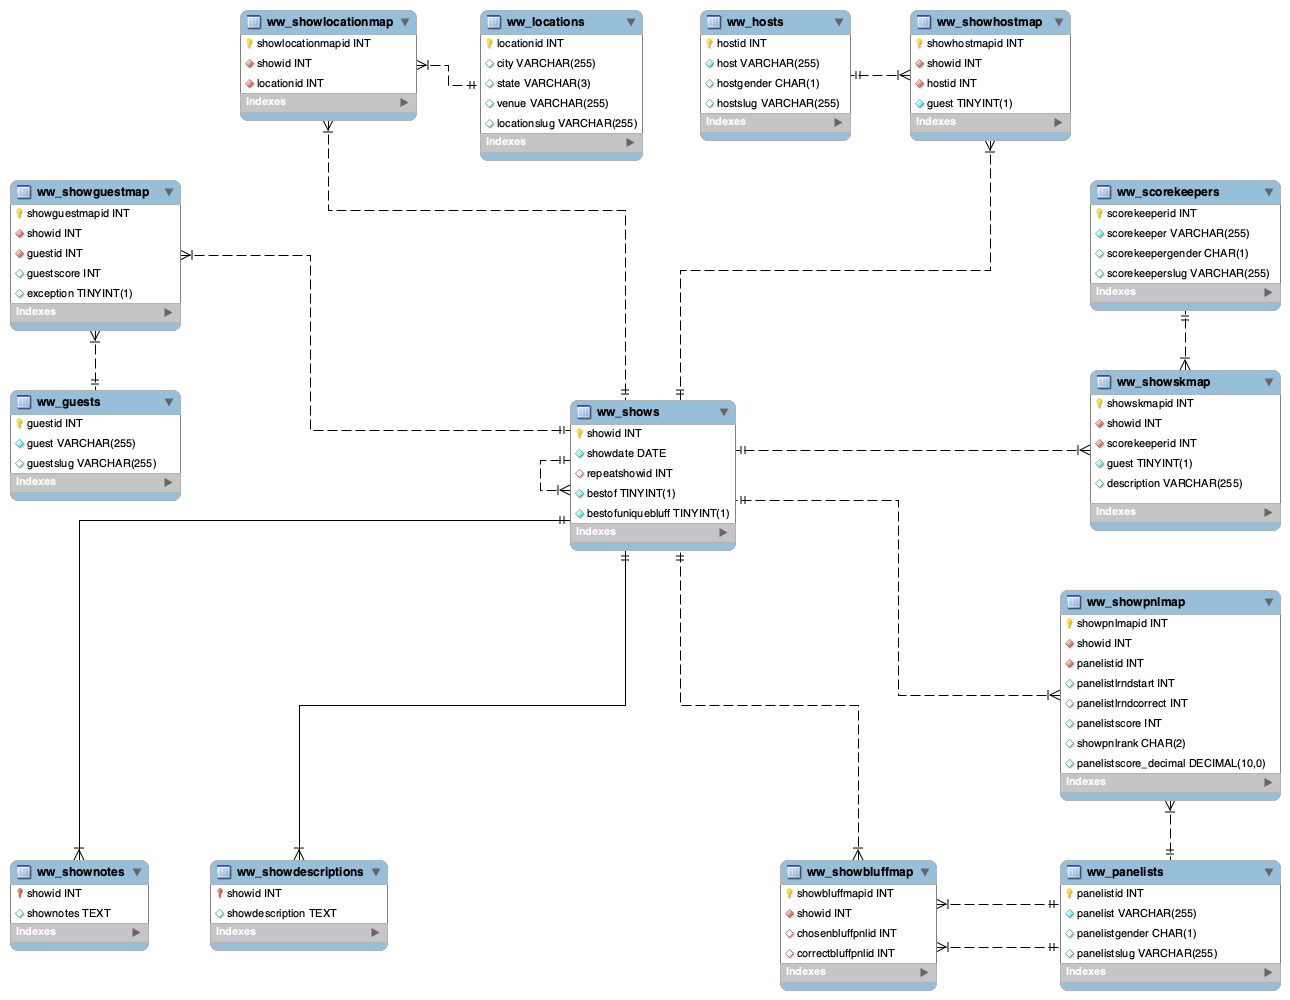 ww_showlocationmap
showlocationmapid INT
showid INT
locationid INT
Indexes
ww_locations
locationid INT
city VARCHAR(255)
state VARCHAR(3)
venue VARCHAR(255)
locationslug VARCHAR(255)
Indexes
ww_hosts
hostid INT
host VARCHAR(255)
hostgender CHAR(1)
hostslug VARCHAR(255)
Indexes
ww_showhostmap
showhostmapid INT
showid INT
hostid INT
guest TINYINT(1)
Indexes
ww_showguestmap
showguestmapid INT
showid INT
guestid INT
guestscore INT
exception TINYINT(1)
Indexes
ww_scorekeepers
scorekeeperid INT
scorekeeper VARCHAR(255)
scorekeepergender CHAR(1)
scorekeeperslug VARCHAR(255)
Indexes
ww_guests
guestid INT
guest VARCHAR(255)
guestslug VARCHAR(255)
Indexes
ww_shows
showid INT
showdate DATE
repeatshowid INT
bestof TINYINT(1)
bestofuniquebluff TINYINT(1)
Indexes
ww_showskmap
showskmapid INT
showid INT
scorekeeperid INT
guest TINYINT(1)
description VARCHAR(255)
Indexes
ww_showpnlmap
showpnlmapid INT
showid INT
panelistid INT
panelistlrndstart INT
panelistlrndcorrect INT
panelistscore INT
showpnlrank CHAR(2)
panelistscore_decimal DECIMAL(10,0)
Indexes
ww_shownotes
showid INT
shownotes TEXT
Indexes
ww_showdescriptions
showid INT
showdescription TEXT
Indexes
ww_showbluffmap
showbluffmapid INT
showid INT
chosenbluffpnlid INT
correctbluffpnlid INT
Indexes
ww_panelists
panelistid INT
panelist VARCHAR(255)
panelistgender CHAR(1)
panelistslug VARCHAR(255)
Indexes